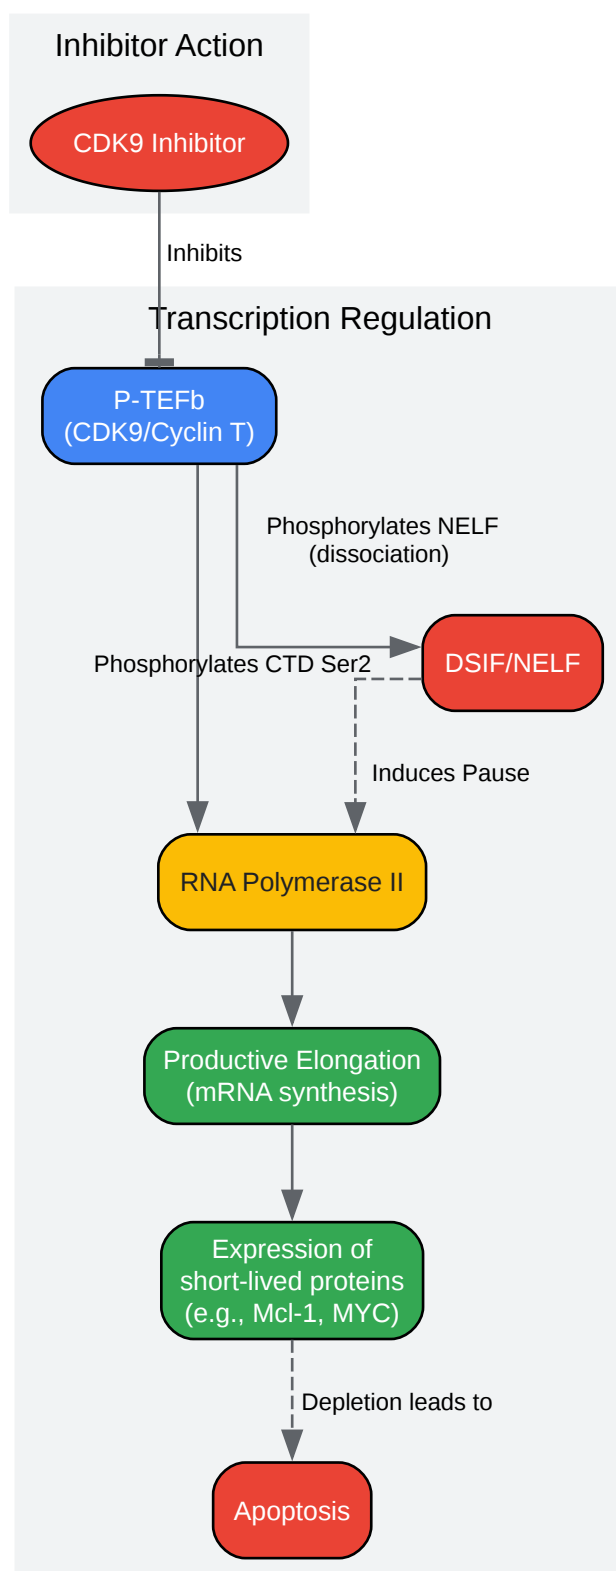 Inhibitor Action
CDK9 Inhibitor
Inhibits
Transcription Regulation
P-TEFb
(CDK9/Cyclin T)
Phosphorylates NELF
(dissociation)
Phosphorylates CTD Ser2
DSIF/NELF
Induces Pause
RNA Polymerase II
Productive Elongation
(mRNA synthesis)
Expression of
short-lived proteins
(e.g., Mcl-1, MYC)
Depletion leads to
Apoptosis